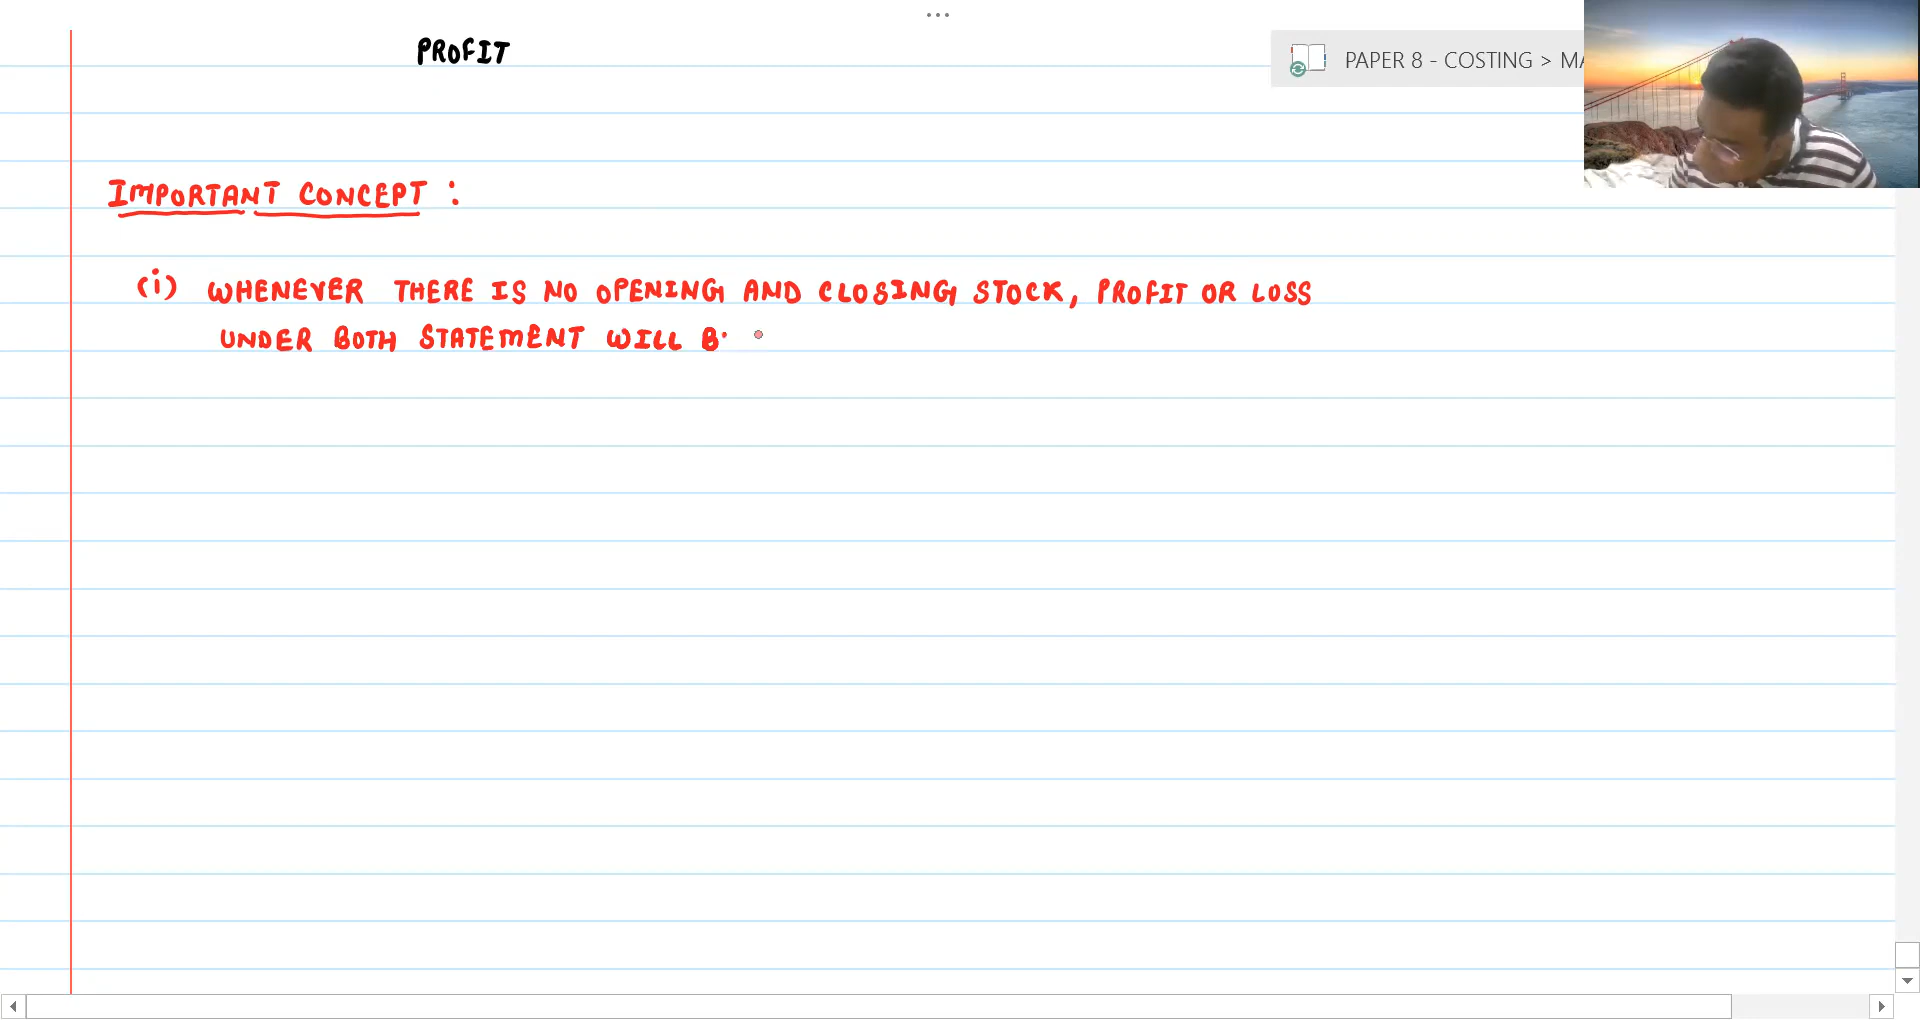 PROFIT
PAPER 8 - COSTING > MA
IMPORTANT CONCEPT :
(i) WHENEVER THERE IS NO OPENING AND CLOSING STOCK, PROFIT OR LOSS
UNDER BOTH STATEMENT WILL B